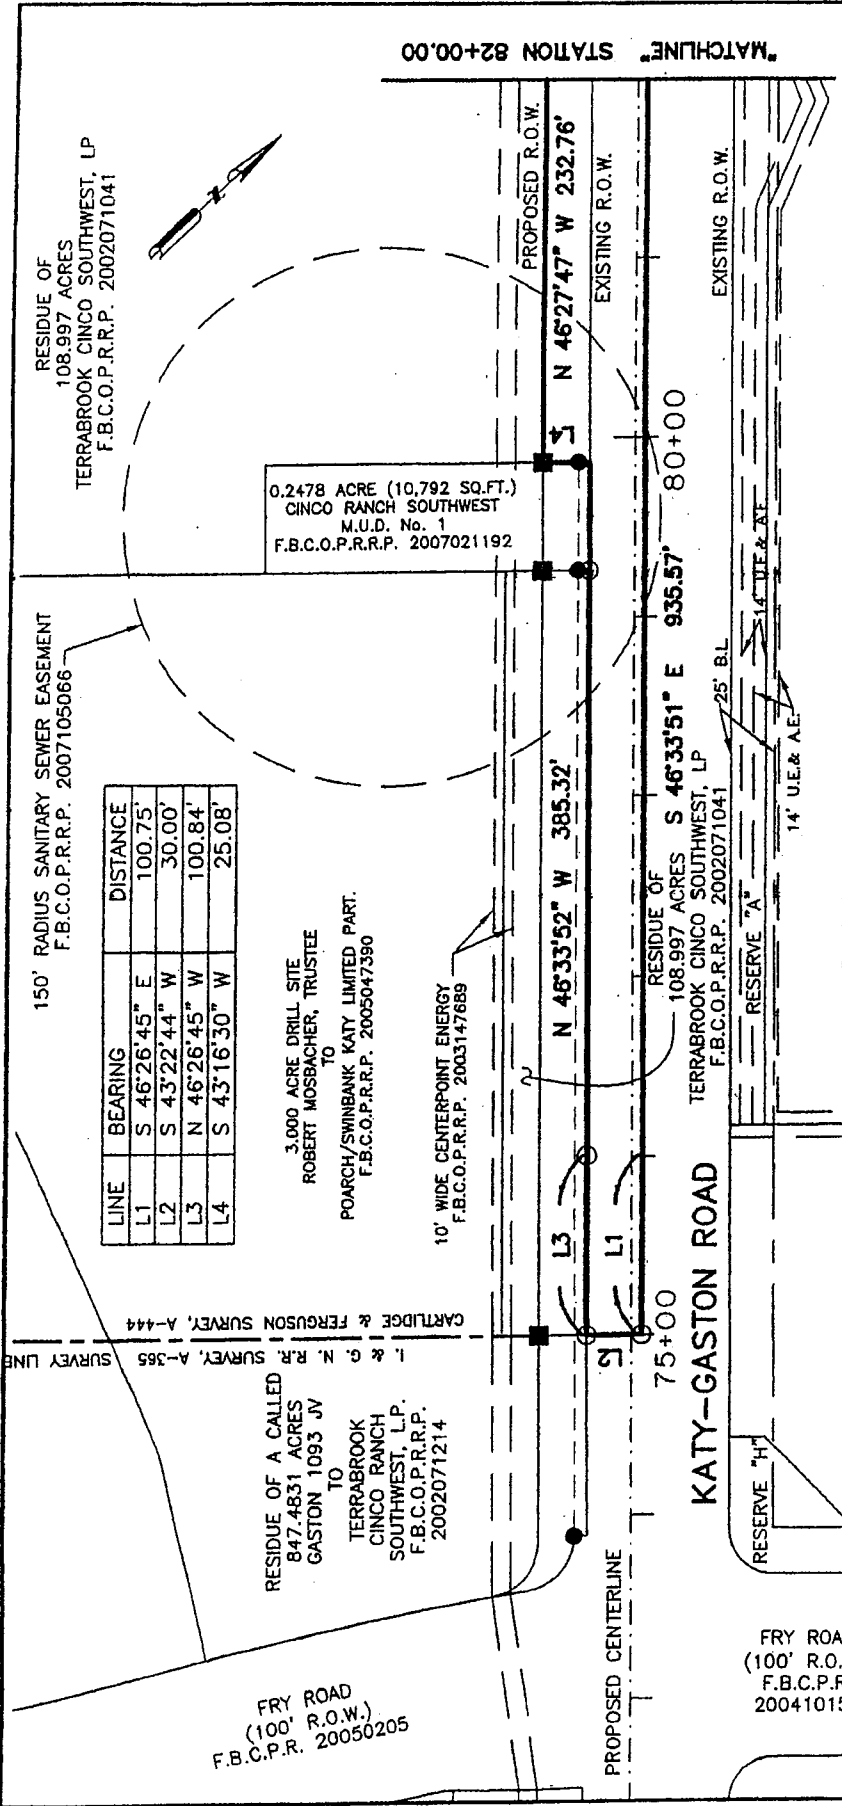 "MATCHLINE" STATION 82+00.00
RESIDUE OF
108.997 ACRES
TERRABROOK CINCO SOUTHWEST, LP
F.B.C.O.P.R.R.P. 2002071041
N
PROPOSED R.O.W.
N 46°27'47" W 232.76'
EXISTING R.O.W.
EXISTING R.O.W.
L4
80+00
0.2478 ACRE (10,792 SQ.FT.)
CINCO RANCH SOUTHWEST
M.U.D. No. 1
F.B.C.O.P.R.R.P. 2007021192
150' RADIUS SANITARY SEWER EASEMENT
F.B.C.O.P.R.R.P. 2007105066
LINE BEARING DISTANCE
L1 S 46°26'45" E 100.75'
L2 S 43°22'44" W 30.00'
L3 N 46°26'45" W 100.84'
L4 S 43°16'30" W 25.08'
3.000 ACRE DRILL SITE
ROBERT MOSBACHER, TRUSTEE
TO
POARCH/SWINBANK KATY LIMITED PART.
F.B.C.O.P.R.R.P. 2005047390
10' WIDE CENTERPOINT ENERGY
F.B.C.O.P.R.R.P. 2003147689
N 46°33'52" W 385.32'
S 46°33'51" E 935.57'
RESIDUE OF
108.997 ACRES
TERRABROOK CINCO SOUTHWEST, LP
F.B.C.O.P.R.R.P. 2002071041
25' B.L.
14' U.E.& A.E.
14' U.E.& A.E.
RESERVE "A"
L3
L1
L2
75+00
KATY-GASTON ROAD
CARTLIDGE & FERGUSON SURVEY, A-444
I. & G. N. R.R. SURVEY, A-365 SURVEY LINE
RESIDUE OF A CALLED
847.4831 ACRES
GASTON 1093 JV
TO
TERRABROOK
CINCO RANCH
SOUTHWEST, L.P.
F.B.C.O.P.R.R.P.
2002071214
RESERVE "H"
PROPOSED CENTERLINE
FRY ROAD
(100' R.O.W.)
F.B.C.P.R. 20050205
FRY ROA
(100' R.O.
F.B.C.P.R
20041015